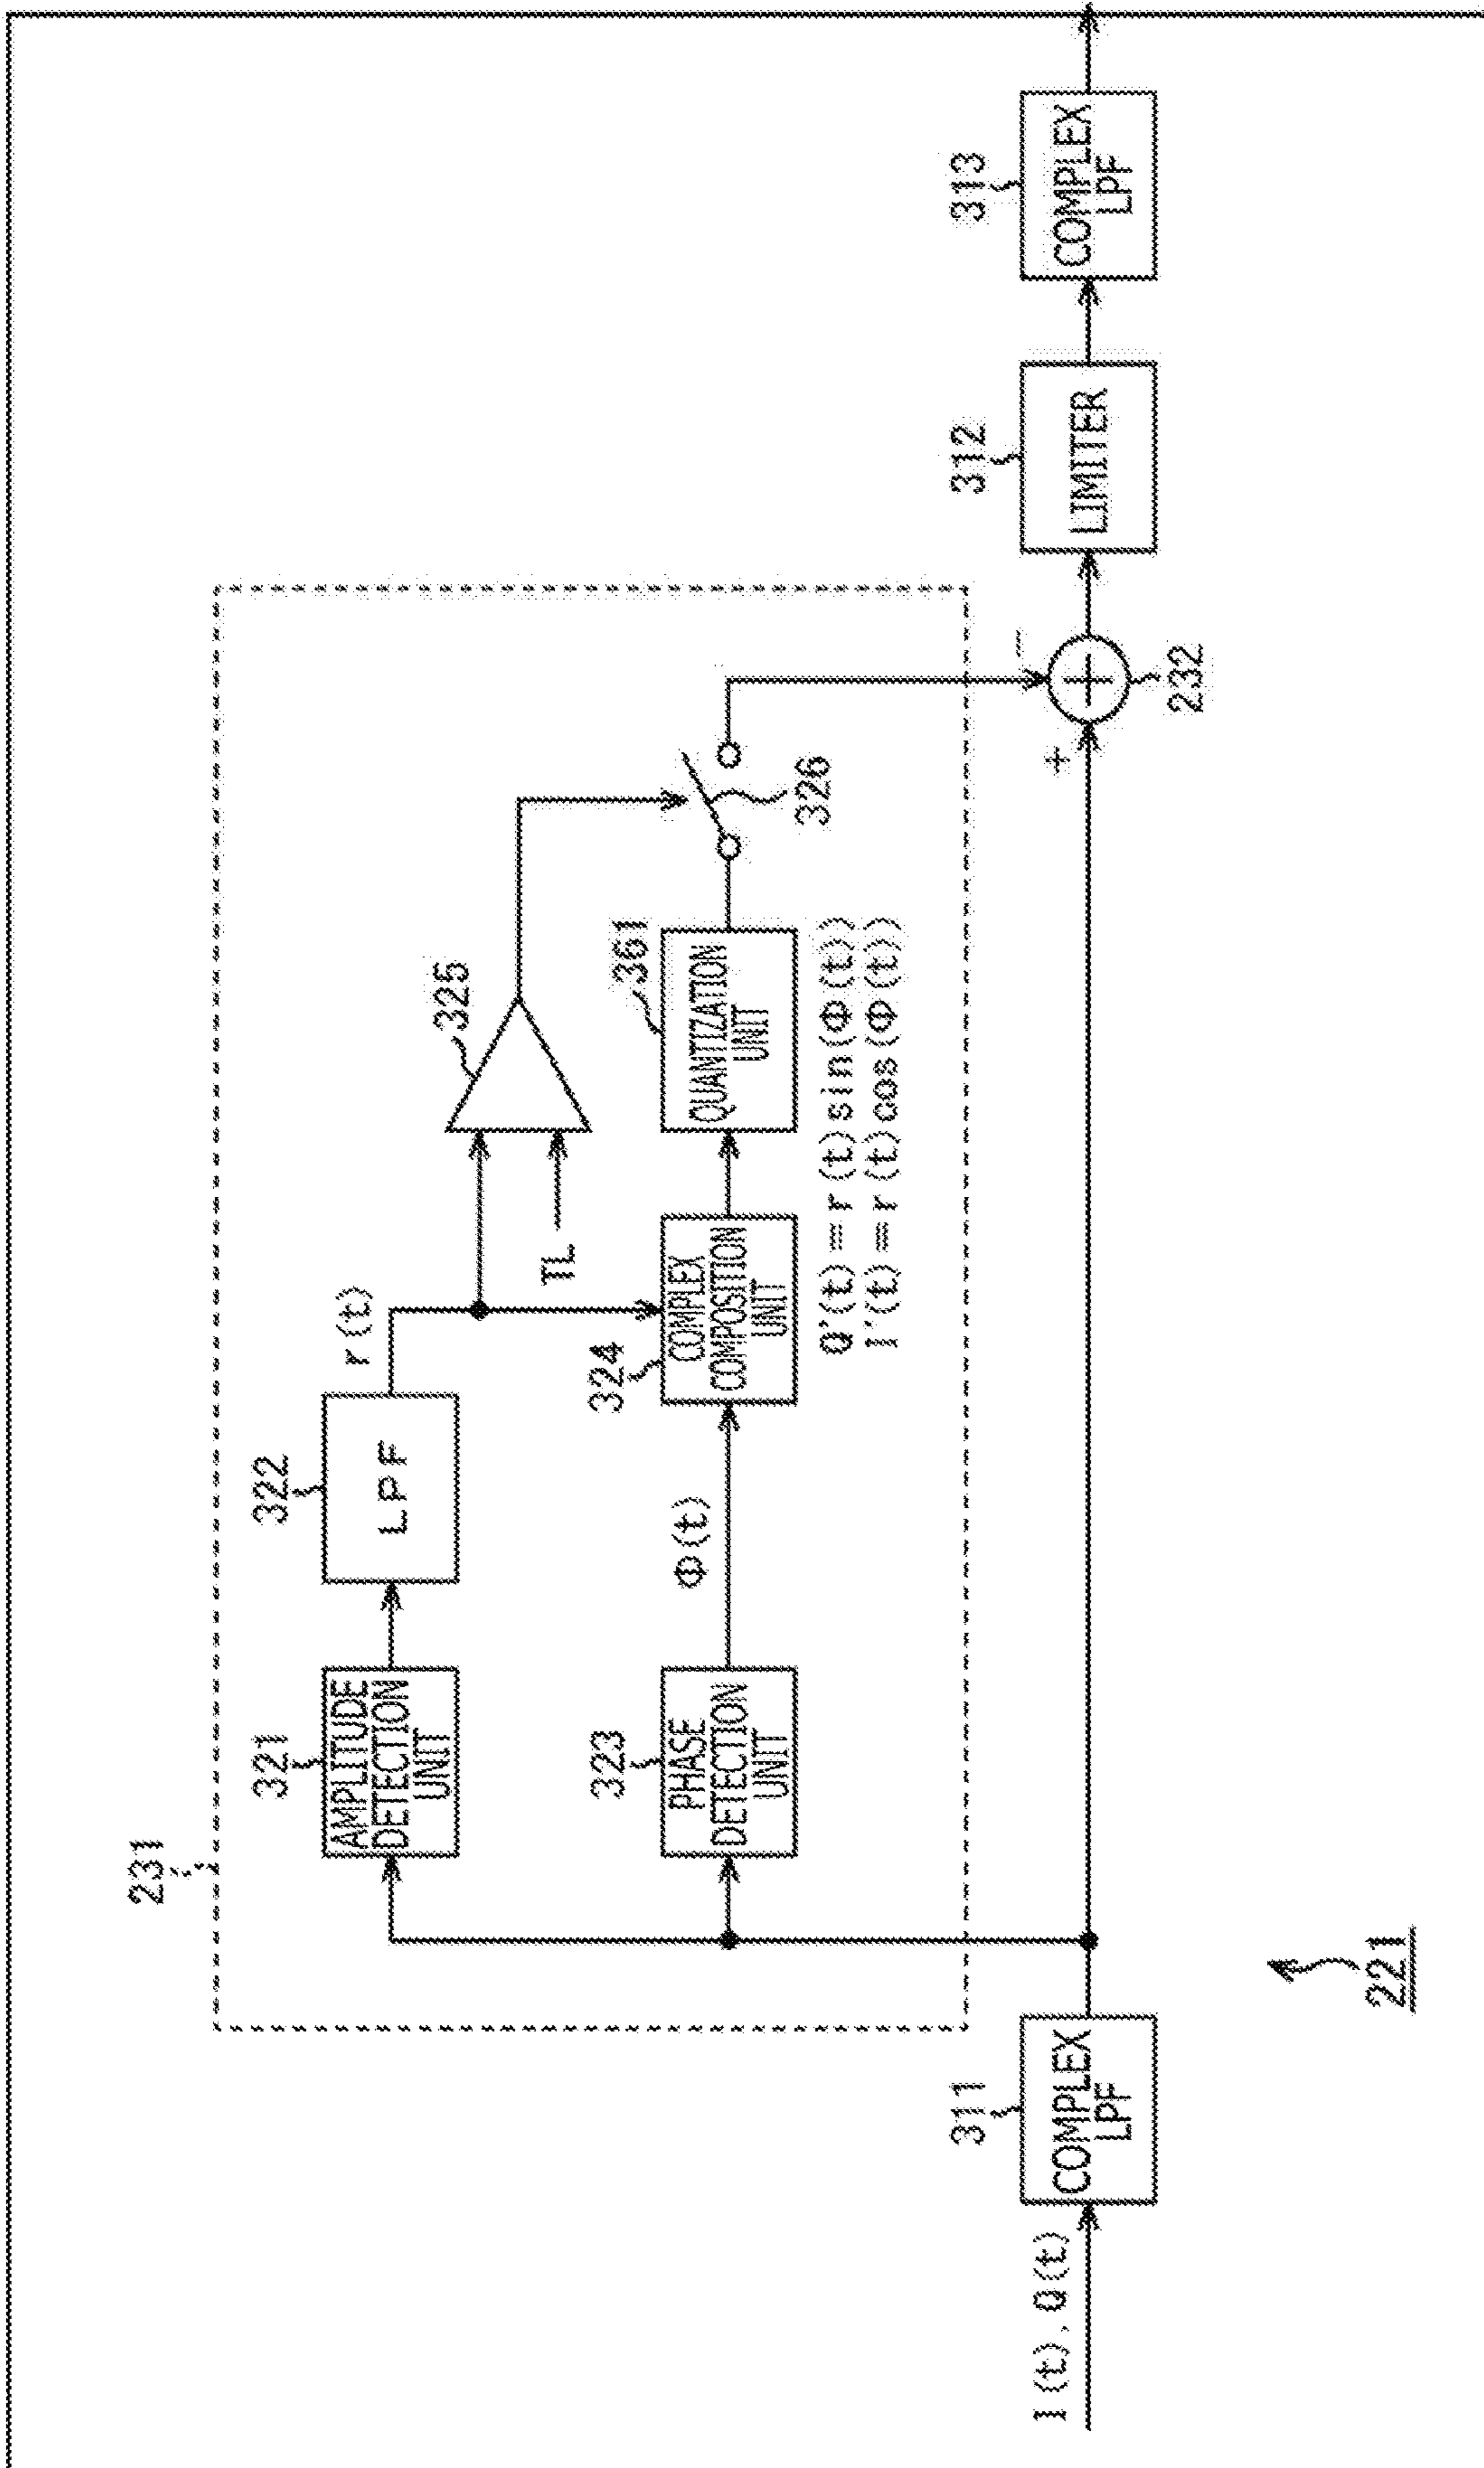 231
321
AMPLITUDE
DETECTION
UNIT
322
LPF
r(t)
325
TL
323
PHASE
DETECTION
UNIT
Φ(t)
324
COMPLEX
COMPOSITION
UNIT
361
QUANTIZATION
UNIT
326
Q'(t)=r(t)sin(Φ(t))
I'(t)=r(t)cos(Φ(t))
I(t), Q(t)
311
COMPLEX
LPF
+
−
+
232
312
LIMITER
313
COMPLEX
LPF
221